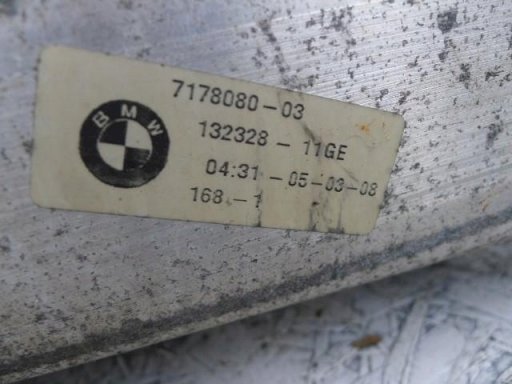 BMW
7178080-03
132328 - 11GE
04:31 - 05-03-08
168 - 1